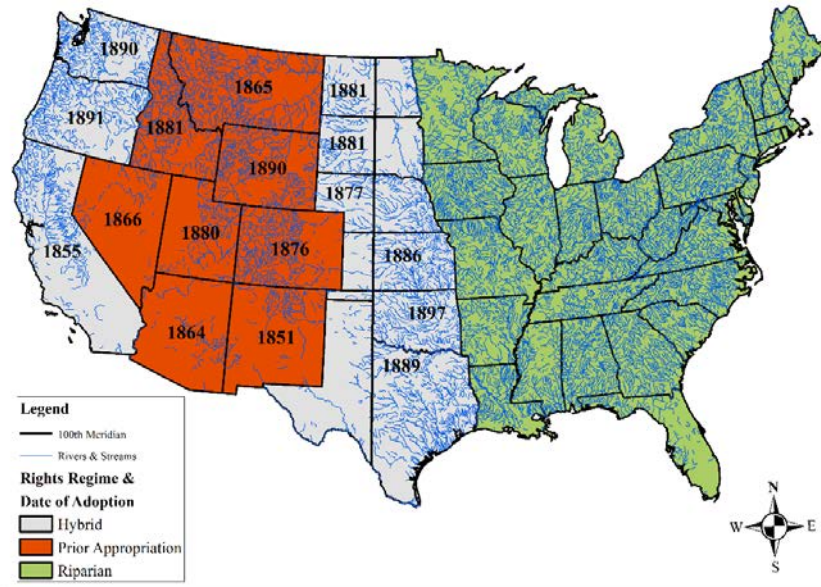 1890
1891
1881
1865
1890
1881
1881
1877
1855
1866
1880
1876
1886
1864
1851
1897
1889
Legend
100th Meridian
Rivers & Streams
Rights Regime &
Date of Adoption
Hybrid
Prior Appropriation
Riparian
N
W E
S